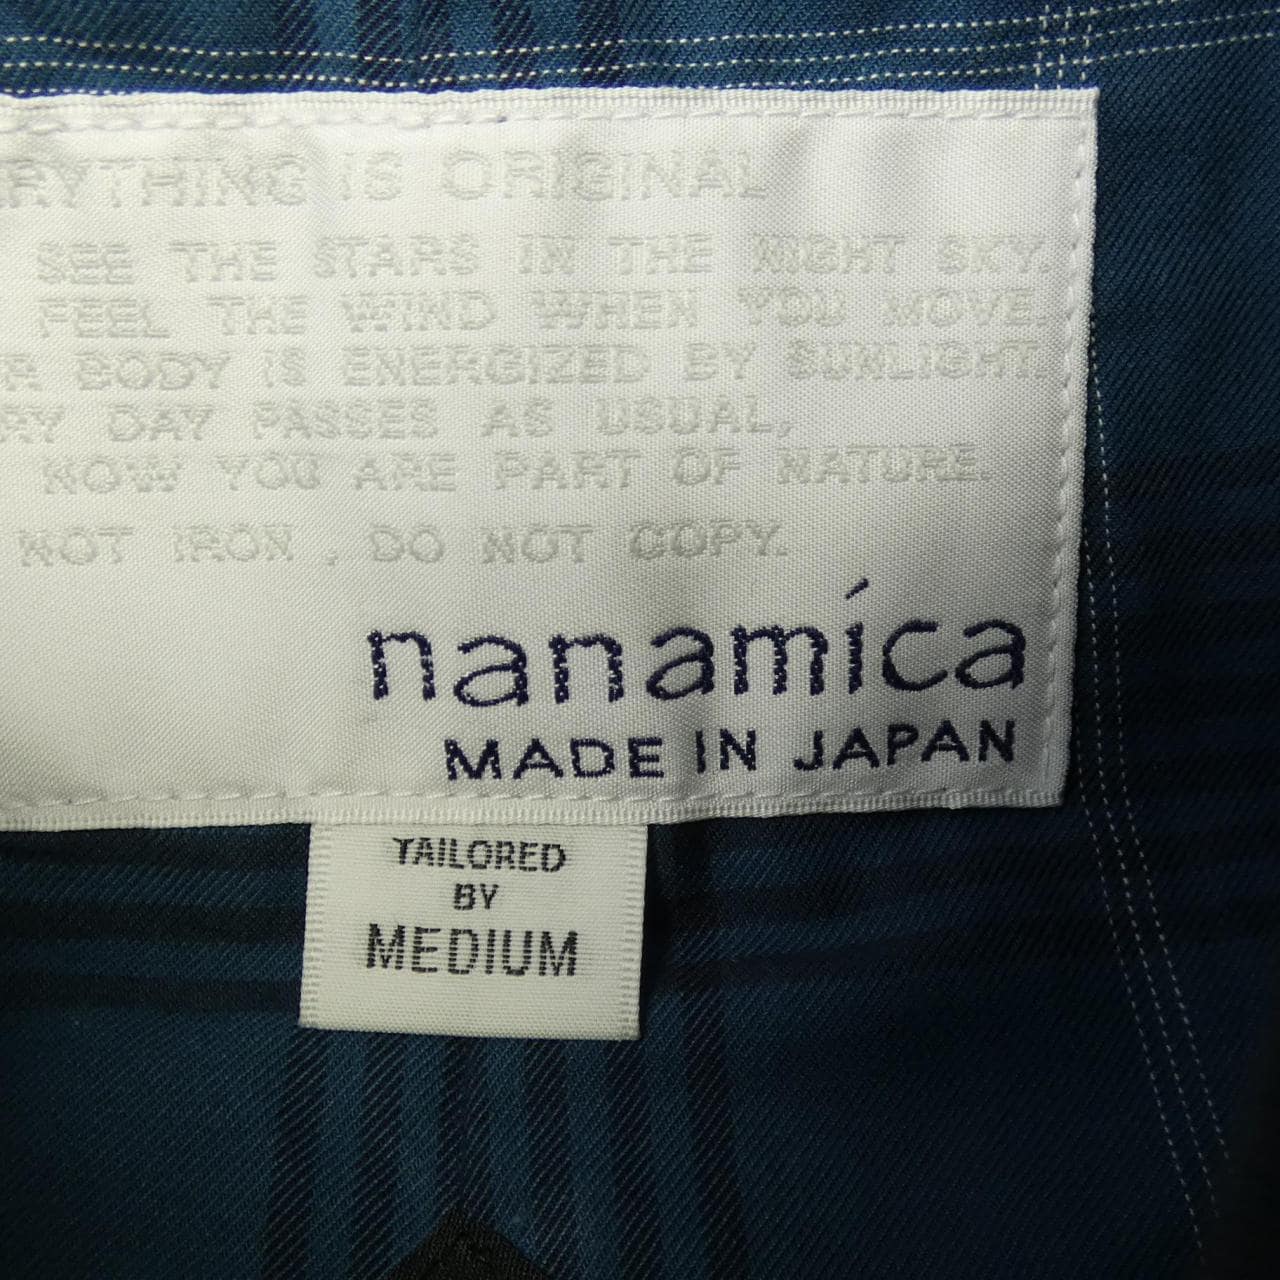 RYTHING IS ORIGINAL
SEE THE STARS IN THE NIGHT SKY.
FEEL THE WIND WHEN YOU MOVE.
R BODY IS ENERGIZED BY SUNLIGHT.
RY DAY PASSES AS USUAL,
NOW YOU ARE PART OF NATURE.
NOT IRON , DO NOT COPY.
nanamíca
MADE IN JAPAN
TAILORED
BY
MEDIUM